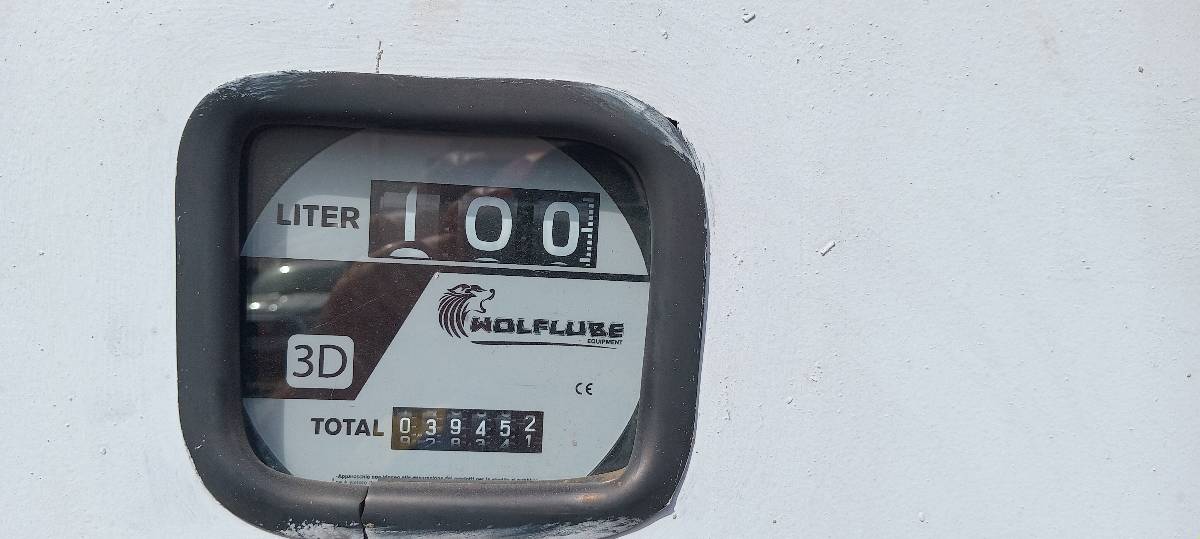 LITER 100
WOLFLUBE
EQUIPMENT
3D
CE
TOTAL 039452